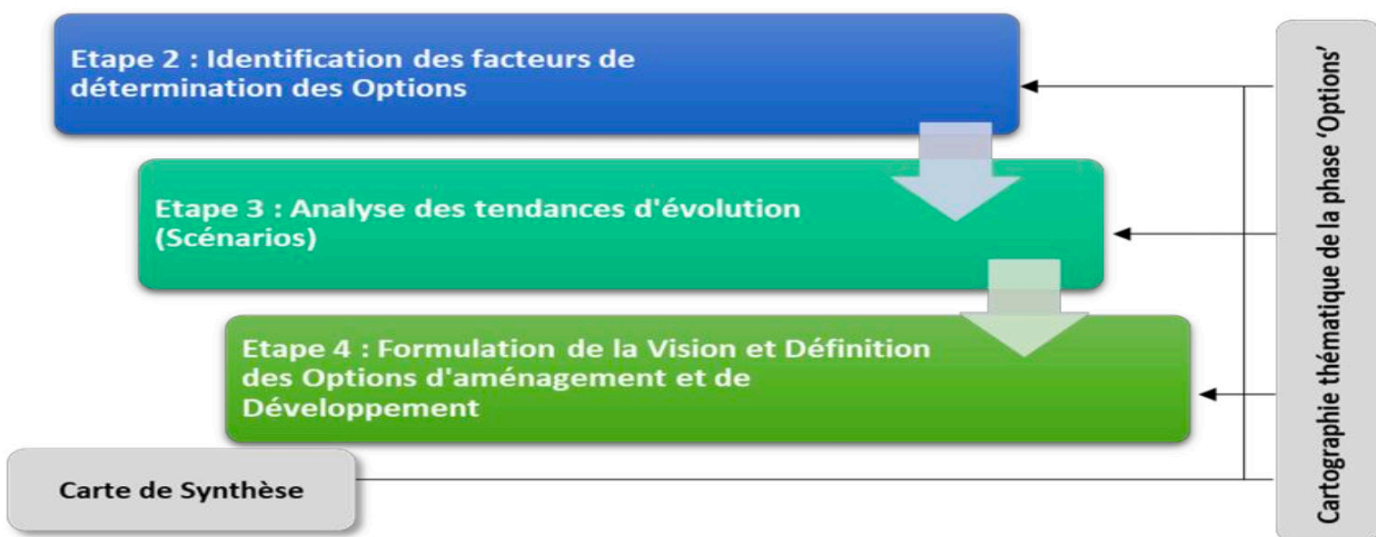 Etape 2 : Identification des facteurs de
détermination des Options
Etape 3 : Analyse des tendances d'évolution
(Scénarios)
Etape 4 : Formulation de la Vision et Définition
des Options d'aménagement et de
Développement
Carte de Synthèse
Cartographie thématique de la phase ‘Options’